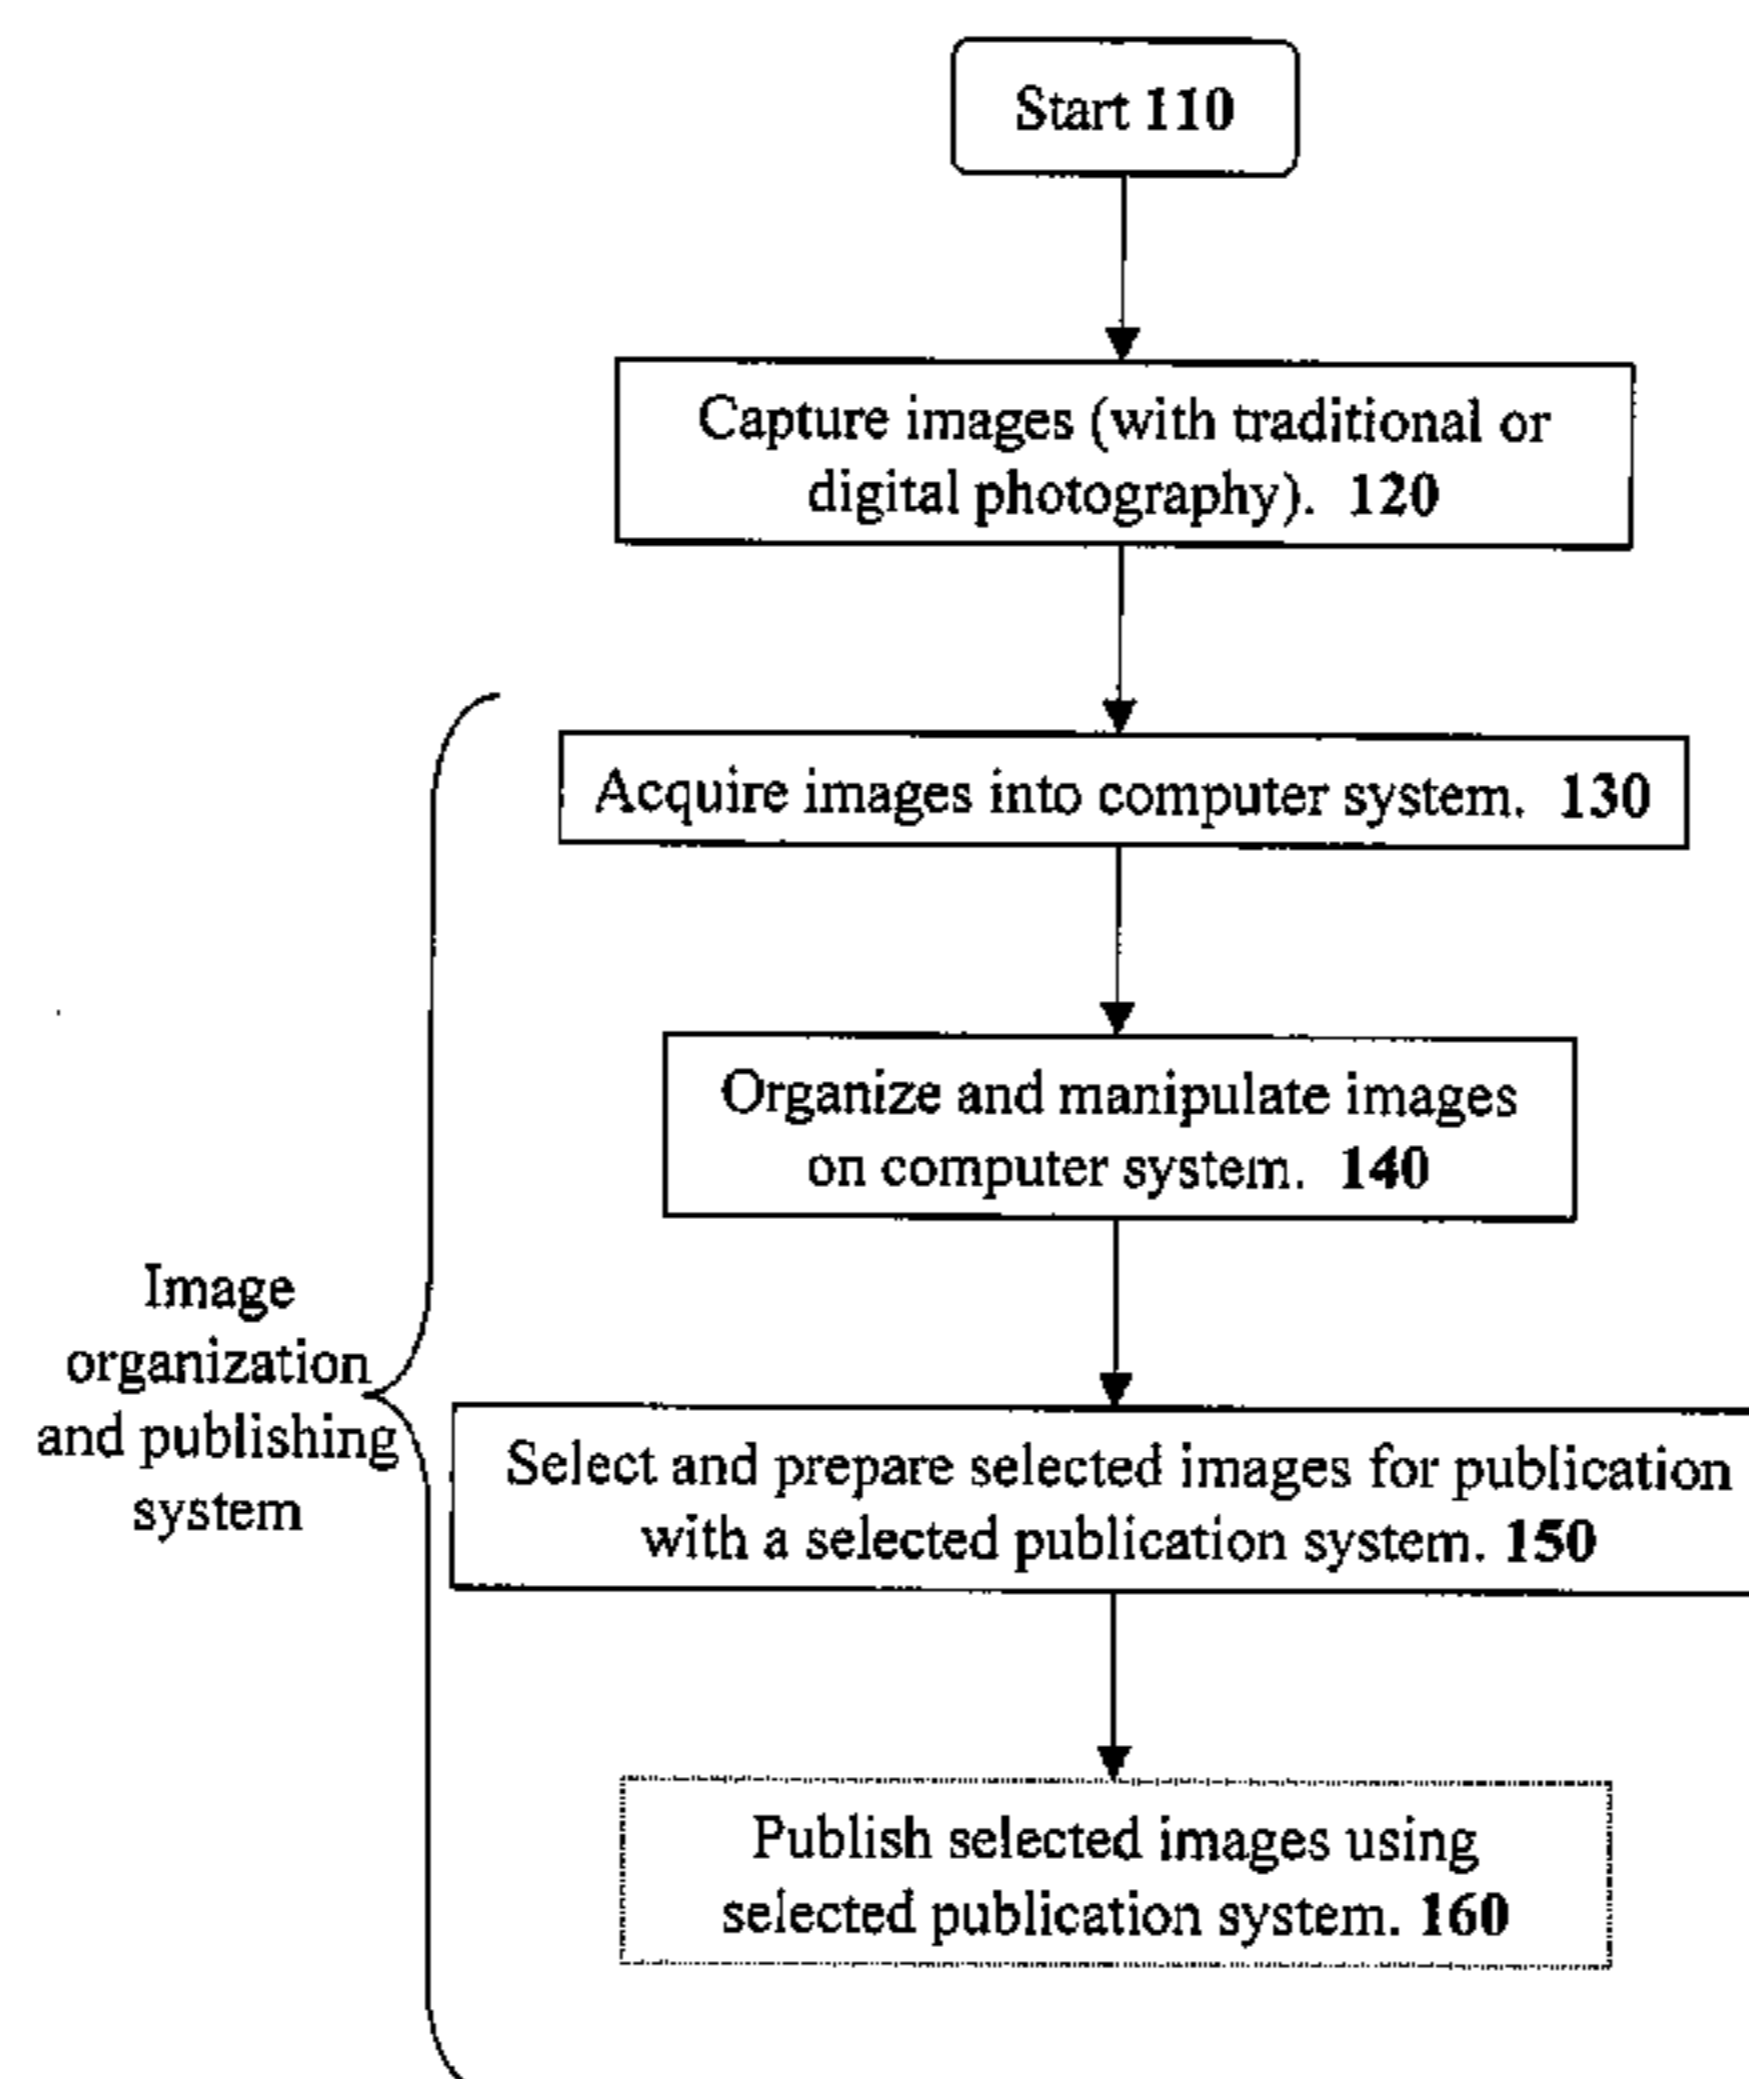 Start 110
Capture images (with traditional or
digital photography). 120
Acquire images into computer system. 130
Organize and manipulate images
on computer system. 140
Image
organization
and publishing
system
Select and prepare selected images for publication
with a selected publication system. 150
Publish selected images using
selected publication system. 160